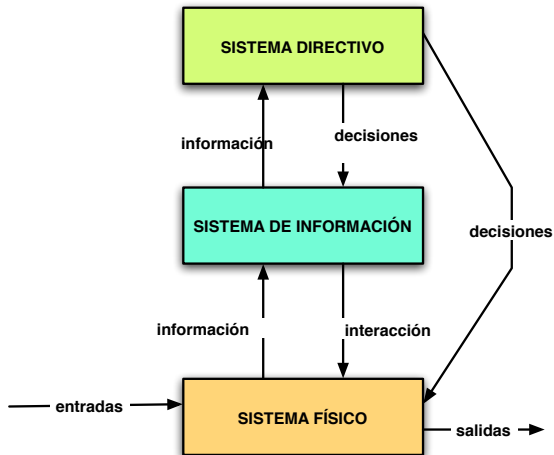 SISTEMA DIRECTIVO
información
decisiones
SISTEMA DE INFORMACIÓN
decisiones
información
interacción
entradas
SISTEMA FÍSICO
salidas